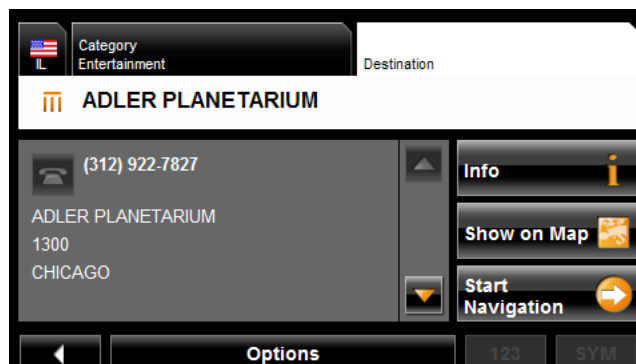 Category
IL
Entertainment
Destination
ADLER PLANETARIUM
(312) 922-7827
ADLER PLANETARIUM
1300
CHICAGO
Info
Show on Map
Start
Navigation
Options
123
SYM